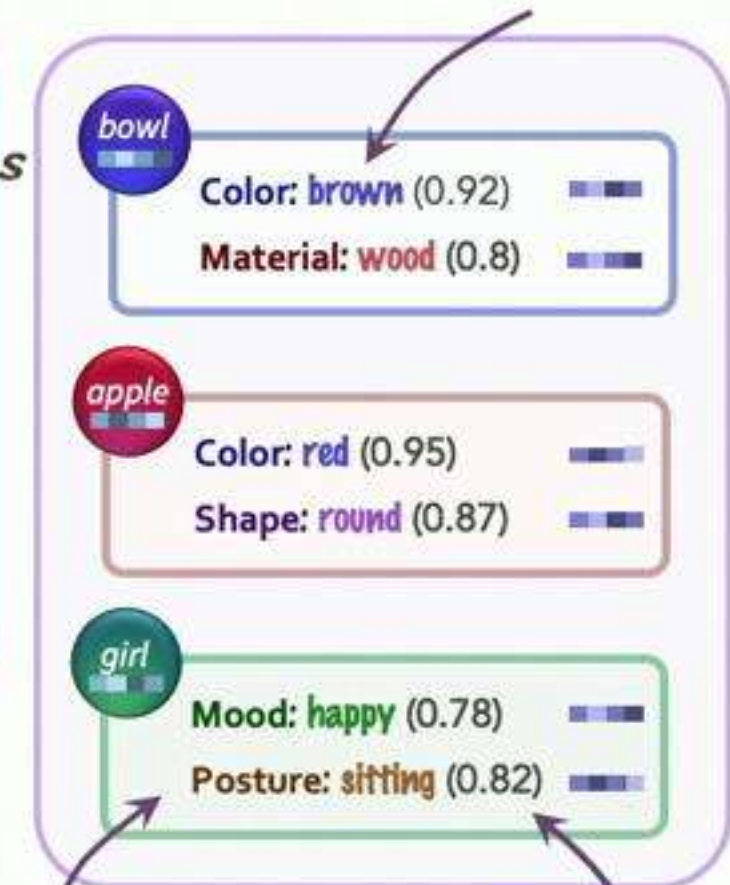 s
bowl
Color: brown (0.92)
Material: wood (0.8)
apple
Color: red (0.95)
Shape: round (0.87)
girl
Mood: happy (0.78)
Posture: sitting (0.82)